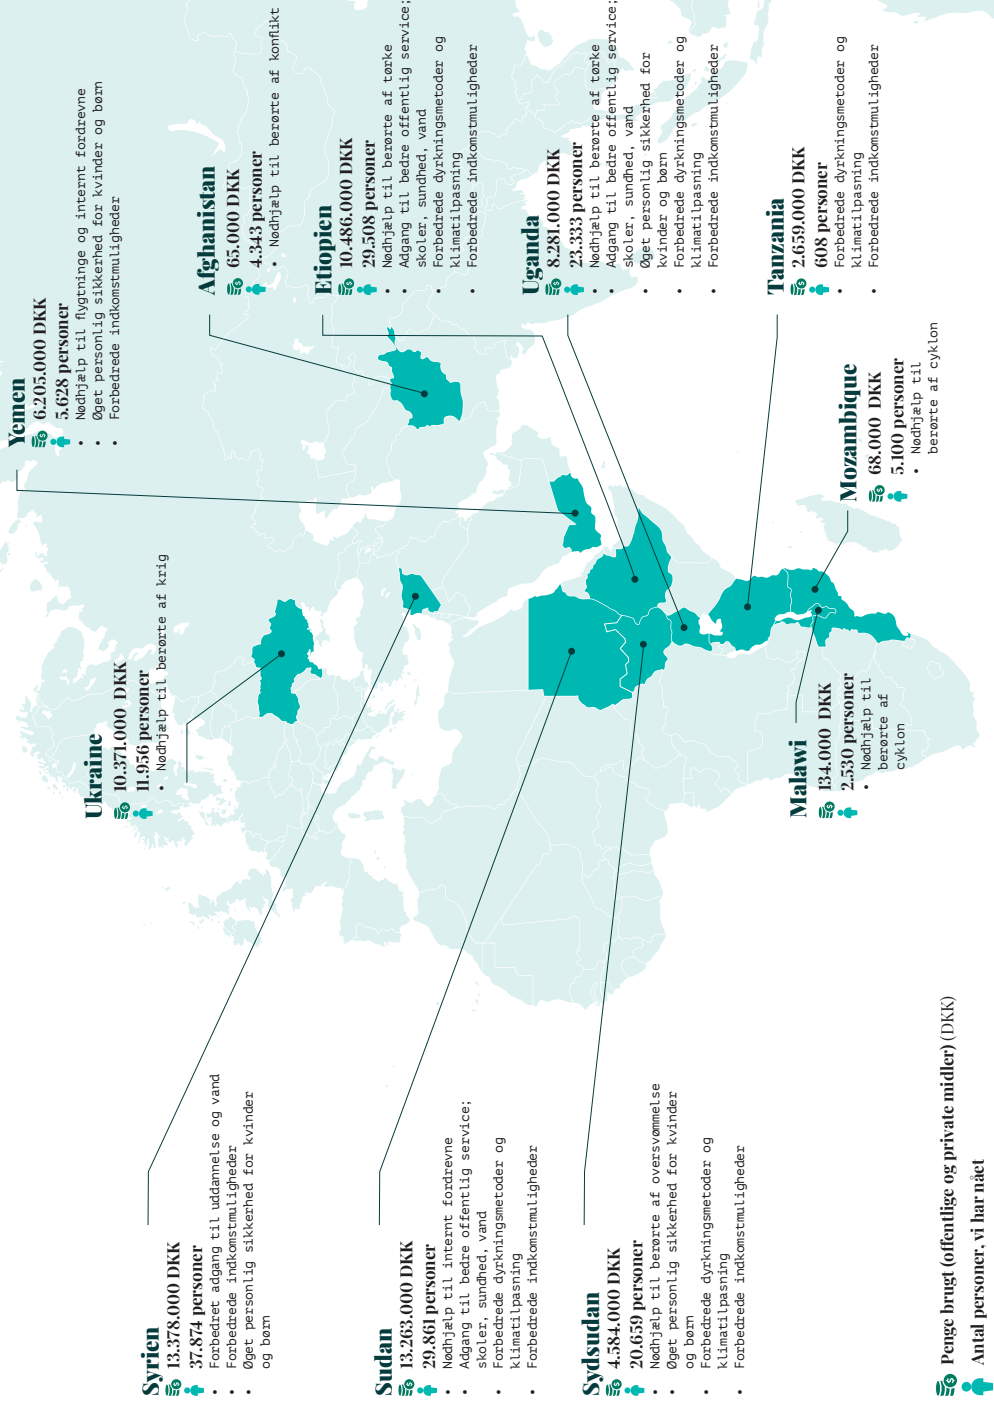 Yemen
6.205.000 DKK
5.628 personer
• Nødhjælp til flygtninge og internt fordrevne
• Øget personlig sikkerhed for kvinder og børn
• Forbedrede indkomstmuligheder
Ukraine
10.371.000 DKK
11.956 personer
• Nødhjælp til berørte af krig
Syrien
13.378.000 DKK
37.874 personer
• Forbedret adgang til uddannelse og vand
• Forbedrede indkomstmuligheder
• Øget personlig sikkerhed for kvinder
og børn
Afghanistan
65.000 DKK
4.343 personer
• Nødhjælp til berørte af konflikt
Etiopien
10.486.000 DKK
29.508 personer
• Nødhjælp til berørte af tørke
• Adgang til bedre offentlig service;
skoler, sundhed, vand
• Forbedrede dyrkningsmetoder og
klimatilpasning
• Forbedrede indkomstmuligheder
Sudan
13.263.000 DKK
29.861 personer
• Nødhjælp til internt fordrevne
• Adgang til bedre offentlig service;
skoler, sundhed, vand
• Forbedrede dyrkningsmetoder og
klimatilpasning
• Forbedrede indkomstmuligheder
Uganda
8.281.000 DKK
23.333 personer
• Nødhjælp til berørte af tørke
• Adgang til bedre offentlig service;
skoler, sundhed, vand
• Øget personlig sikkerhed for
kvinder og børn
• Forbedrede dyrkningsmetoder og
klimatilpasning
• Forbedrede indkomstmuligheder
Sydsudan
4.584.000 DKK
20.659 personer
• Nødhjælp til berørte af oversvømmelse
• Øget personlig sikkerhed for kvinder
og børn
• Forbedrede dyrkningsmetoder og
klimatilpasning
• Forbedrede indkomstmuligheder
Tanzania
2.659.000 DKK
608 personer
• Forbedrede dyrkningsmetoder og
klimatilpasning
• Forbedrede indkomstmuligheder
Malawi
134.000 DKK
2.530 personer
• Nødhjælp til
berørte af
cyklon
Mozambique
68.000 DKK
5.100 personer
• Nødhjælp til
berørte af cyklon
Penge brugt (offentlige og private midler) (DKK)
Antal personer, vi har nået